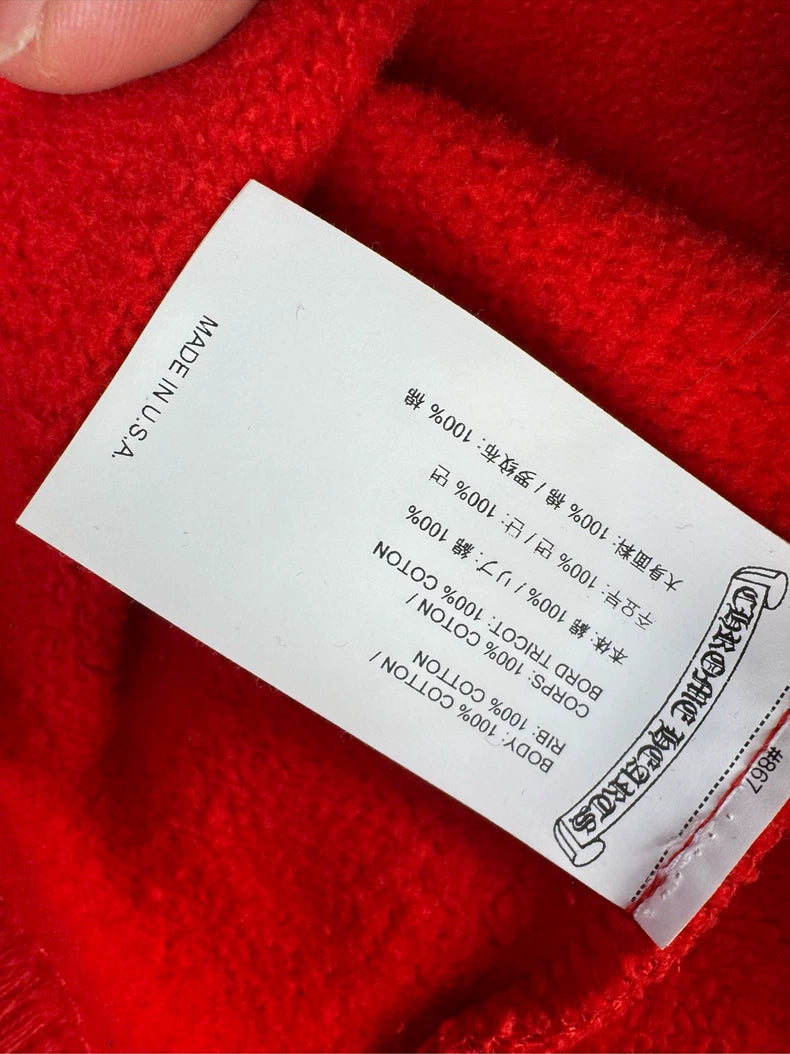 #867
CHROME HEARTS
BODY: 100% COTTON /
RIB: 100% COTTON
CORPS: 100% COTON /
BORD TRICOT: 100% COTON
本体: 綿 100% / リブ: 綿 100%
주요부: 100% 면 / 단: 100% 면
大身面料: 100% 棉 / 罗纹布: 100% 棉
MADE IN U.S.A.